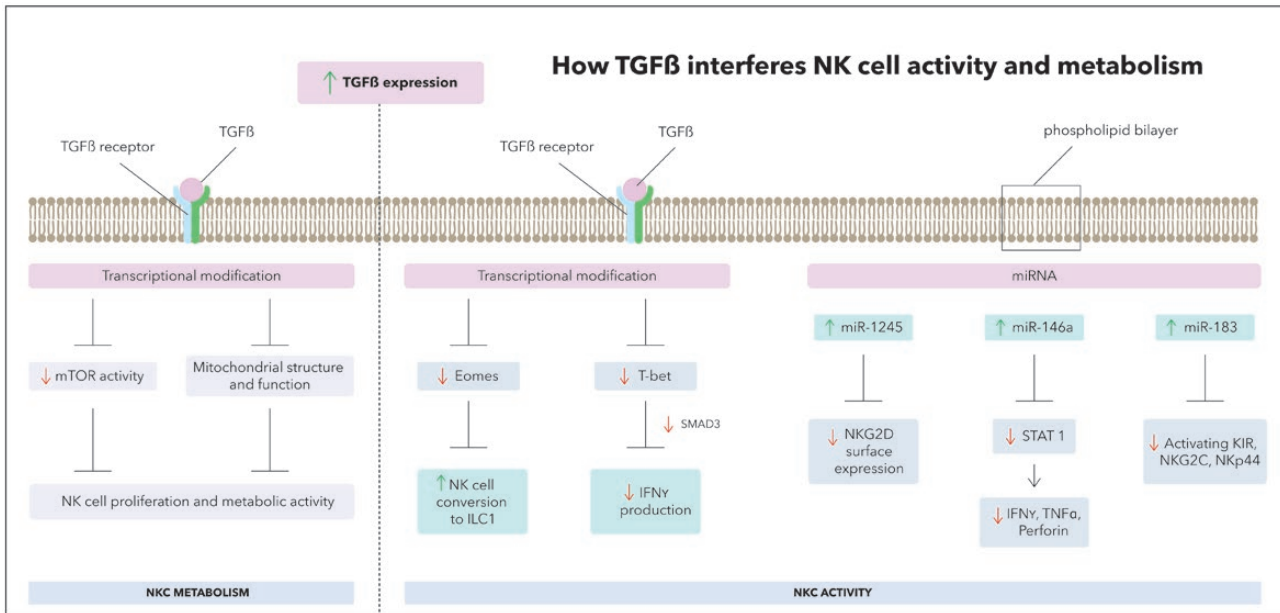 How TGFß interferes NK cell activity and metabolism
↑ TGFß expression
TGFß receptor
TGFß
TGFß receptor
TGFß
phospholipid bilayer
Transcriptional modification
↓ mTOR activity
Mitochondrial structure
and function
NK cell proliferation and metabolic activity
NKC METABOLISM
Transcriptional modification
↓ Eomes
↓ T-bet
↓ SMAD3
↑ NK cell
conversion
to ILC1
↓ IFNγ
production
miRNA
↑ miR-1245
↑ miR-146a
↑ miR-183
↓ NKG2D
surface
expression
↓ STAT 1
↓ Activating KIR,
NKG2C, NKp44
↓ IFNγ, TNFα,
Perforin
NKC ACTIVITY